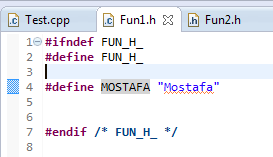 Test.cpp Fun1.h Fun2.h
1 #ifndef FUN_H_
2 #define FUN_H_
3
4 #define MOSTAFA "Mostafa"
5
6
7 #endif /* FUN_H_ */
8